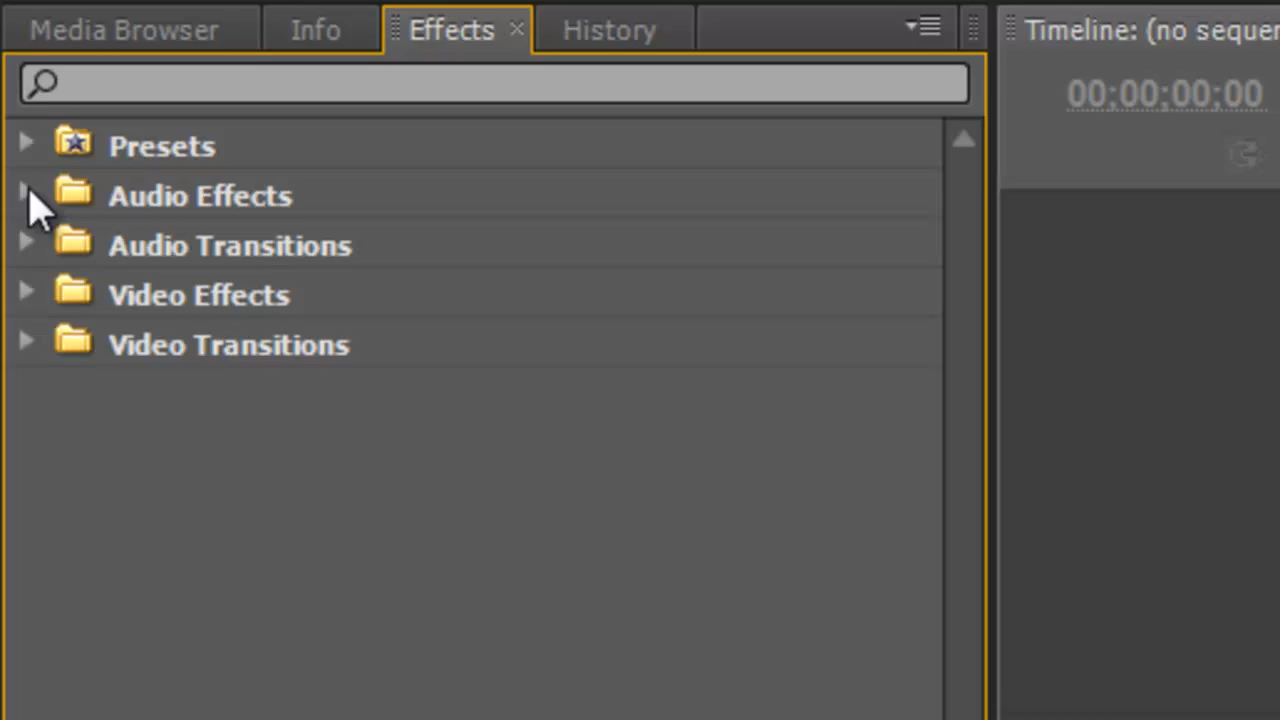 Media Browser
Info
Effects
History
Timeline: (no sequer
00;00;00;00
Presets
Audio Effects
Audio Transitions
Video Effects
Video Transitions